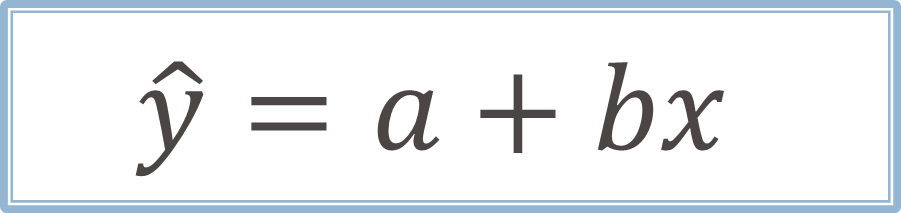 ŷ = a + bx